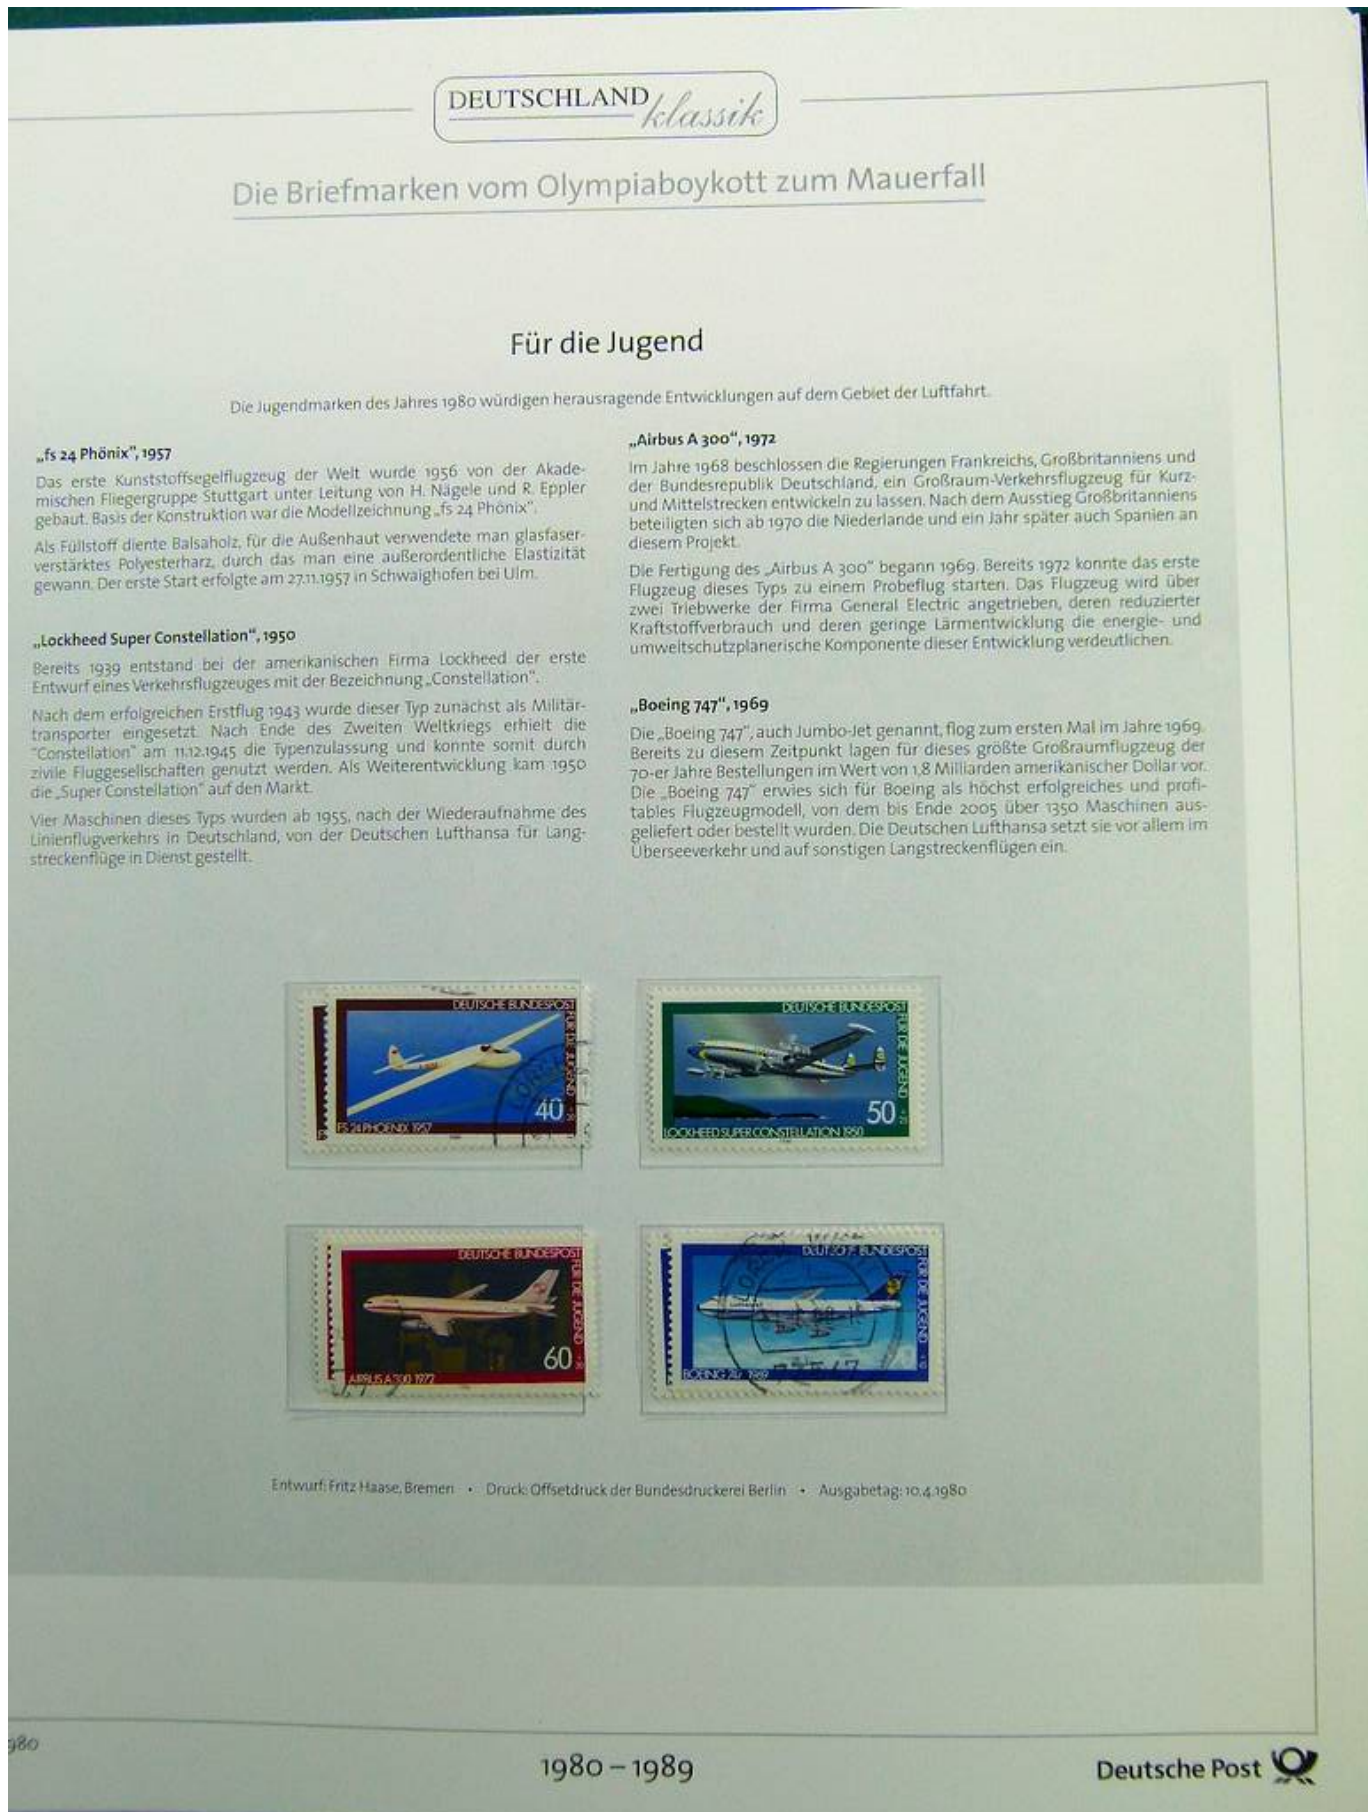 DEUTSCHLAND klassik
Die Briefmarken vom Olympiaboykott zum Mauerfall
Für die Jugend
Die Jugendmarken des Jahres 1980 würdigen herausragende Entwicklungen auf dem Gebiet der Luftfahrt.
„fs 24 Phönix“, 1957
Das erste Kunststoffsegelflugzeug der Welt wurde 1956 von der Akade-
mischen Fliegergruppe Stuttgart unter Leitung von H. Nägele und R. Eppler
gebaut. Basis der Konstruktion war die Modellzeichnung „fs 24 Phönix“.
Als Füllstoff diente Balsaholz, für die Außenhaut verwendete man glasfaser-
verstärktes Polyesterharz, durch das man eine außerordentliche Elastizität
gewann. Der erste Start erfolgte am 27.11.1957 in Schwaighofen bei Ulm.
„Lockheed Super Constellation“, 1950
Bereits 1939 entstand bei der amerikanischen Firma Lockheed der erste
Entwurf eines Verkehrsflugzeuges mit der Bezeichnung „Constellation“.
Nach dem erfolgreichen Erstflug 1943 wurde dieser Typ zunächst als Militär-
transporter eingesetzt. Nach Ende des Zweiten Weltkriegs erhielt die
"Constellation" am 11.12.1945 die Typenzulassung und konnte somit durch
zivile Fluggesellschaften genutzt werden. Als Weiterentwicklung kam 1950
die „Super Constellation“ auf den Markt.
Vier Maschinen dieses Typs wurden ab 1955, nach der Wiederaufnahme des
Linienflugverkehrs in Deutschland, von der Deutschen Lufthansa für Lang-
streckenflüge in Dienst gestellt.
„Airbus A 300“, 1972
Im Jahre 1968 beschlossen die Regierungen Frankreichs, Großbritanniens und
der Bundesrepublik Deutschland, ein Großraum-Verkehrsflugzeug für Kurz-
und Mittelstrecken entwickeln zu lassen. Nach dem Ausstieg Großbritanniens
beteiligten sich ab 1970 die Niederlande und ein Jahr später auch Spanien an
diesem Projekt.
Die Fertigung des „Airbus A 300“ begann 1969. Bereits 1972 konnte das erste
Flugzeug dieses Typs zu einem Probeflug starten. Das Flugzeug wird über
zwei Triebwerke der Firma General Electric angetrieben, deren reduzierter
Kraftstoffverbrauch und deren geringe Lärmentwicklung die energie- und
umweltschutzplanerische Komponente dieser Entwicklung verdeutlichen.
„Boeing 747“, 1969
Die „Boeing 747“, auch Jumbo-Jet genannt, flog zum ersten Mal im Jahre 1969.
Bereits zu diesem Zeitpunkt lagen für dieses größte Großraumflugzeug der
70-er Jahre Bestellungen im Wert von 1,8 Milliarden amerikanischer Dollar vor.
Die „Boeing 747“ erwies sich für Boeing als höchst erfolgreiches und profi-
tables Flugzeugmodell, von dem bis Ende 2005 über 1350 Maschinen aus-
geliefert oder bestellt wurden. Die Deutschen Lufthansa setzt sie vor allem im
Überseeverkehr und auf sonstigen Langstreckenflügen ein.
DEUTSCHE BUNDESPOST
FÜR DIE JUGEND
40
FS 24 PHOENIX 1957
DEUTSCHE BUNDESPOST
FÜR DIE JUGEND
50
LOCKHEED SUPER CONSTELLATION 1950
DEUTSCHE BUNDESPOST
FÜR DIE JUGEND
60
AIRBUS A 300 1972
BUNDESPOST
FÜR DIE JUGEND
BOEING 1969
Entwurf: Fritz Haase, Bremen • Druck: Offsetdruck der Bundesdruckerei Berlin • Ausgabetag: 10.4.1980
980
1980 – 1989
Deutsche Post